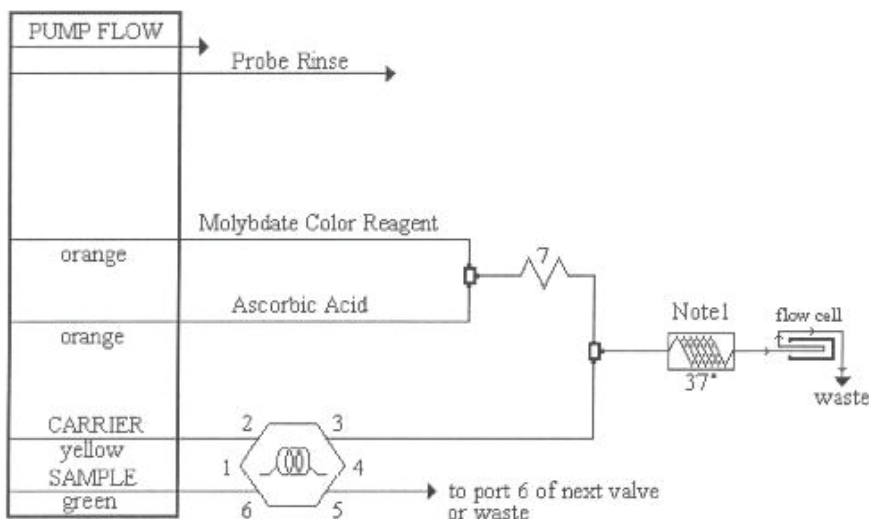 PUMP FLOW
Probe Rinse
Molybdate Color Reagent
orange
7
Ascorbic Acid
orange
Note1
flow cell
37°
waste
CARRIER
yellow
2
3
1
4
SAMPLE
green
6
5
to port 6 of next valve
or waste